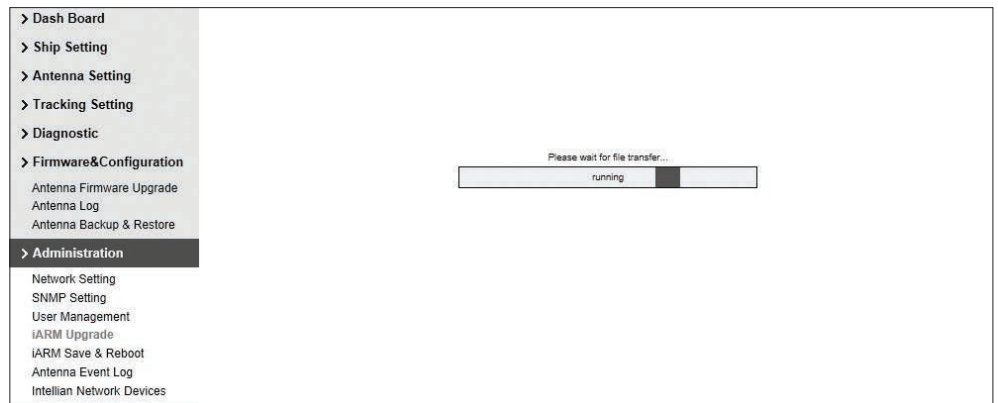 > Dash Board
> Ship Setting
> Antenna Setting
> Tracking Setting
> Diagnostic
> Firmware&Configuration
Antenna Firmware Upgrade
Antenna Log
Antenna Backup & Restore
> Administration
Network Setting
SNMP Setting
User Management
iARM Upgrade
iARM Save & Reboot
Antenna Event Log
Intellian Network Devices
Please wait for file transfer...
running